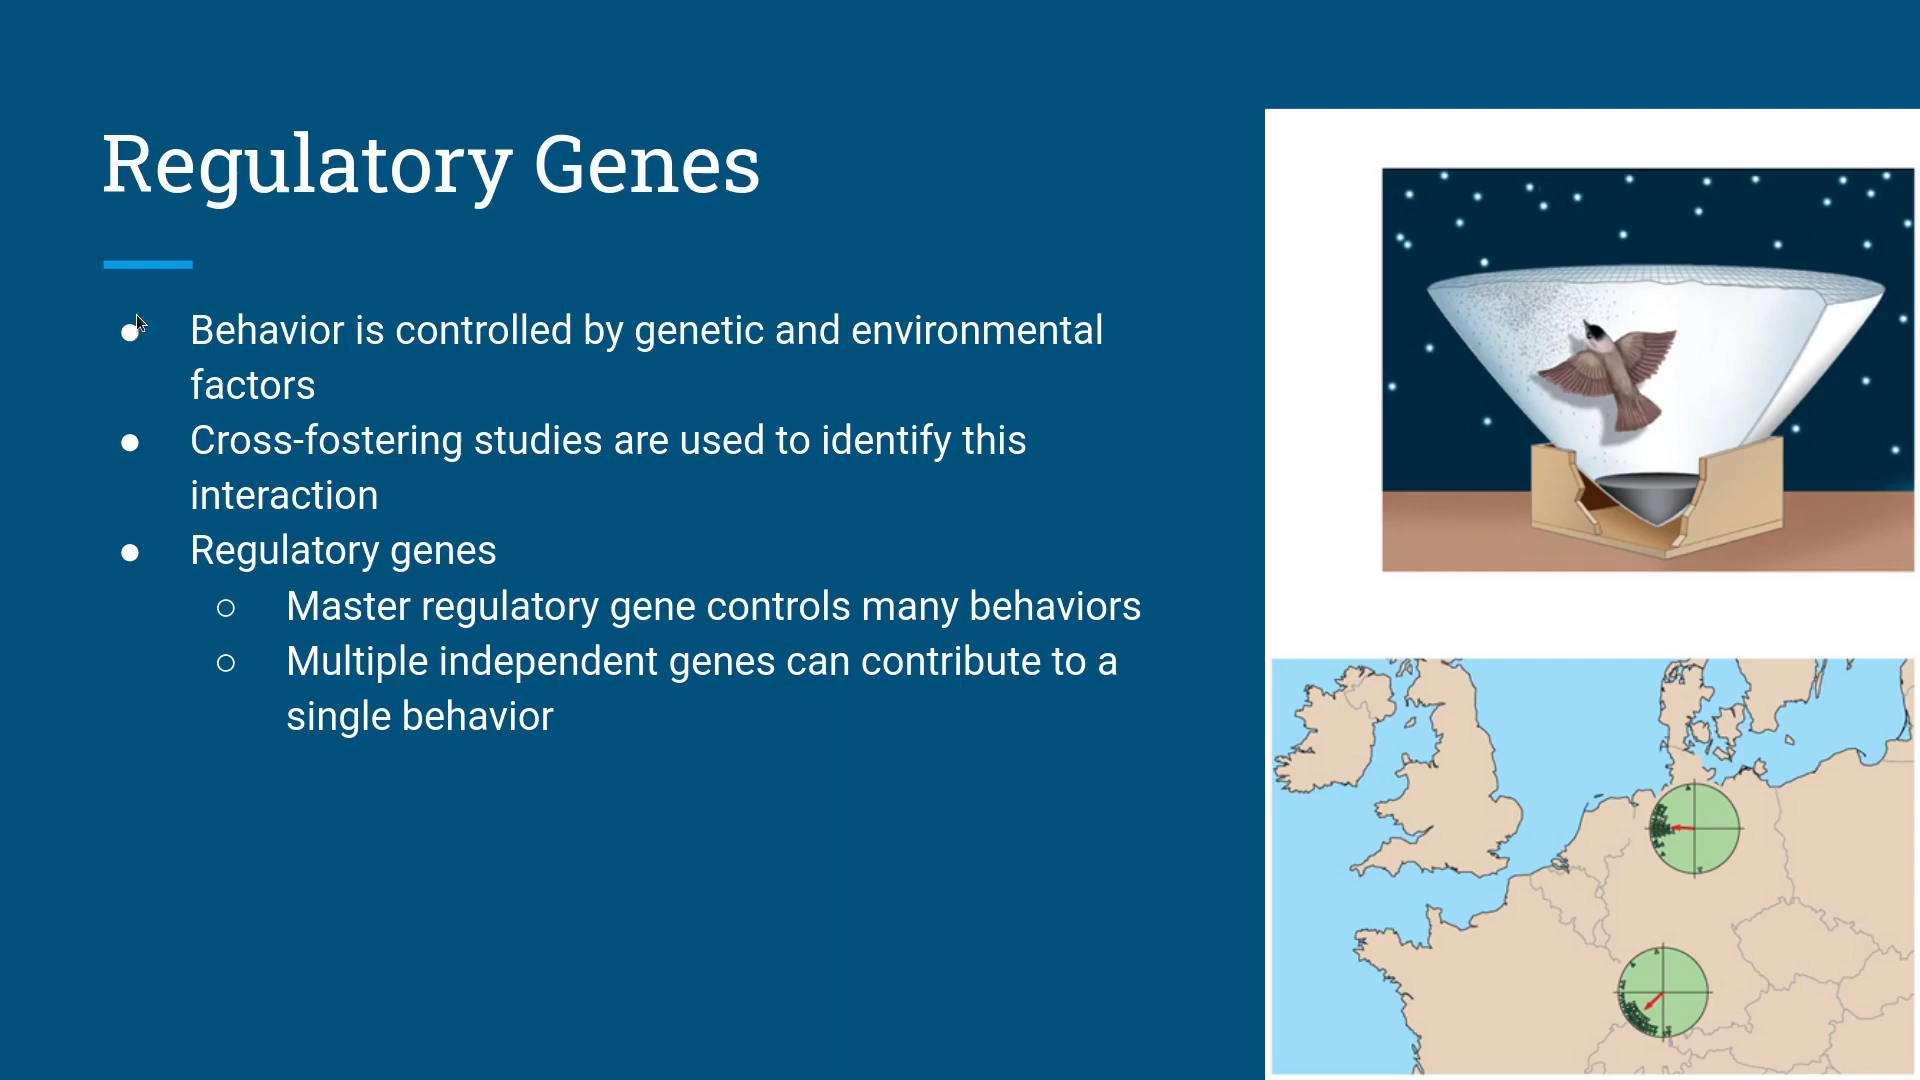 Regulatory Genes
● Behavior is controlled by genetic and environmental
factors
● Cross-fostering studies are used to identify this
interaction
● Regulatory genes
○ Master regulatory gene controls many behaviors
○ Multiple independent genes can contribute to a
single behavior